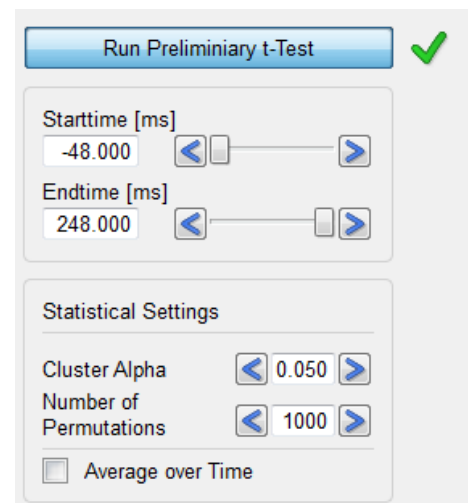 Run Preliminiary t-Test
Starttime [ms]
-48.000
Endtime [ms]
248.000
Statistical Settings
Cluster Alpha 0.050
Number of
Permutations 1000
Average over Time